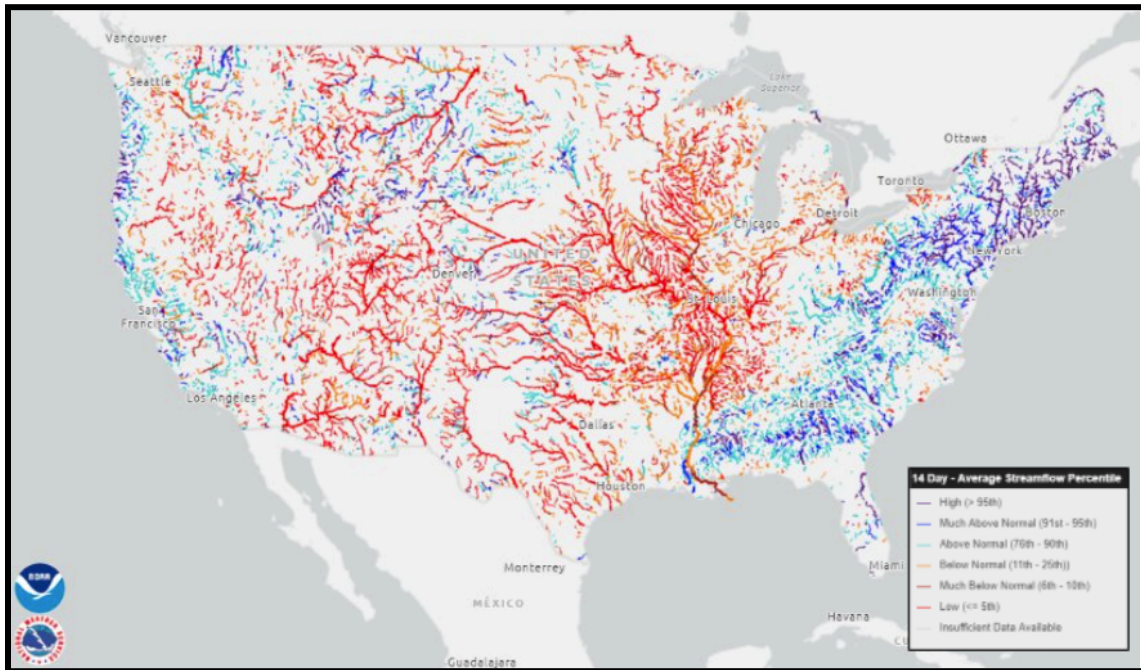 Vancouver
Seattle
Lake
Superior
Ottawa
Toronto
Boston
Detroit
Chicago
New York
UNITED
STATES
Denver
Washington
St. Louis
San
Francisco
Atlanta
Los Angeles
Dallas
Houston
14 Day - Average Streamflow Percentile
High (> 95th)
Much Above Normal (91st - 95th)
Above Normal (76th - 90th)
Below Normal (11th - 25th))
Much Below Normal (6th - 10th)
Low (<= 5th)
Insufficient Data Available
Miami
Monterrey
NOAA
MÉXICO
Havana
CU
Guadalajara